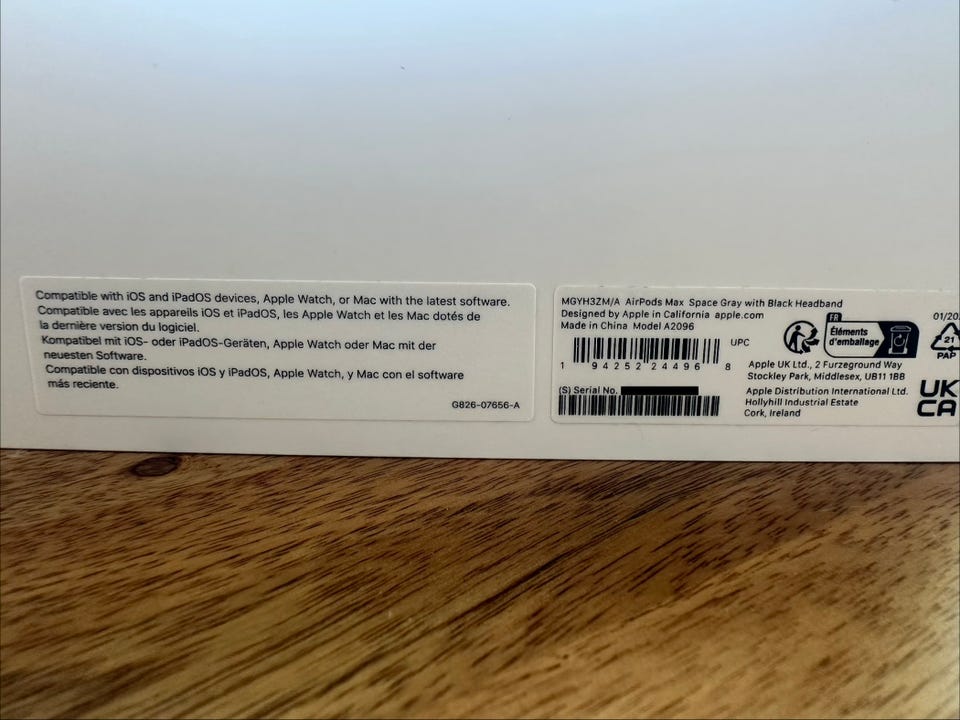 Compatible with iOS and iPadOS devices, Apple Watch, or Mac with the latest software.
Compatible avec les appareils iOS et iPadOS, les Apple Watch et les Mac dotés de
la dernière version du logiciel.
Kompatibel mit iOS- oder iPadOS-Geräten, Apple Watch oder Mac mit der
neuesten Software.
Compatible con dispositivos iOS y iPadOS, Apple Watch, y Mac con el software
más reciente.
G826-07656-A
MGYH3ZM/A AirPods Max Space Gray with Black Headband
Designed by Apple in California apple.com
Made in China Model A2096
UPC
1 94252 24496 8
(S) Serial No.
FR
Éléments
d'emballage
Apple UK Ltd., 2 Furzeground Way
Stockley Park, Middlesex, UB11 1BB
Apple Distribution International Ltd.
Hollyhill Industrial Estate
Cork, Ireland
01/20
21
PAP
UK
CA